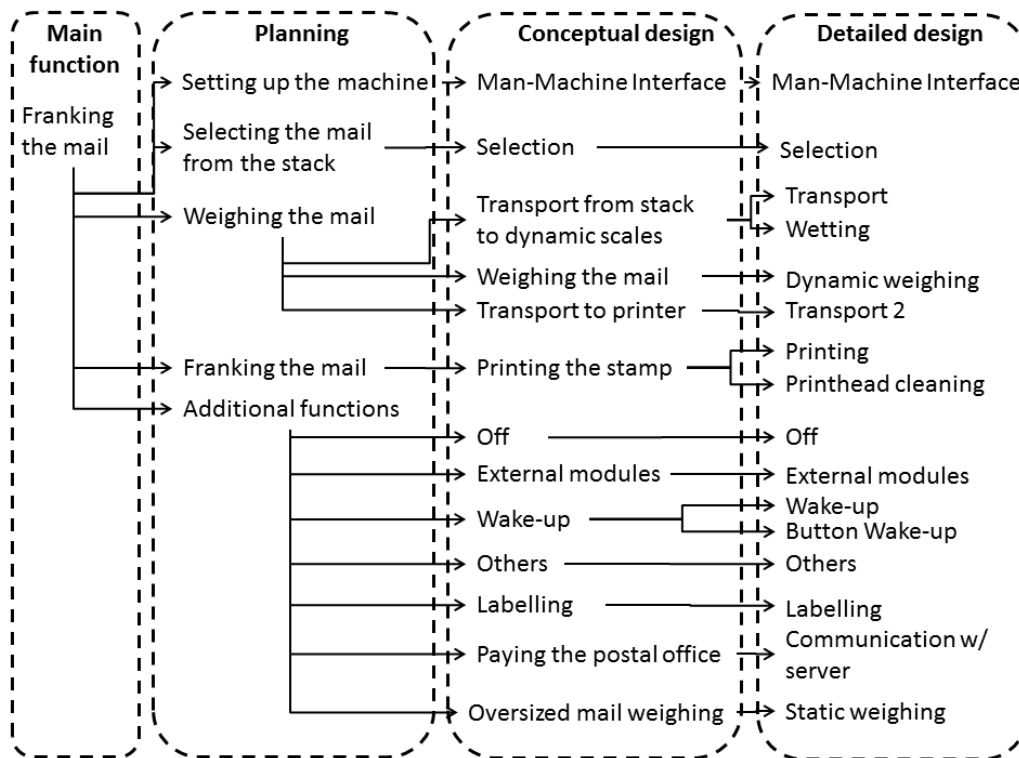 Main
function
Franking
the mail
Planning
Setting up the machine
Selecting the mail
from the stack
Weighing the mail
Franking the mail
Additional functions
Conceptual design
Man-Machine Interface
Selection
Transport from stack
to dynamic scales
Weighing the mail
Transport to printer
Printing the stamp
Off
External modules
Wake-up
Others
Labelling
Paying the postal office
Oversized mail weighing
Detailed design
Man-Machine Interface
Selection
Transport
Wetting
Dynamic weighing
Transport 2
Printing
Printhead cleaning
Off
External modules
Wake-up
Button Wake-up
Others
Labelling
Communication w/
server
Static weighing